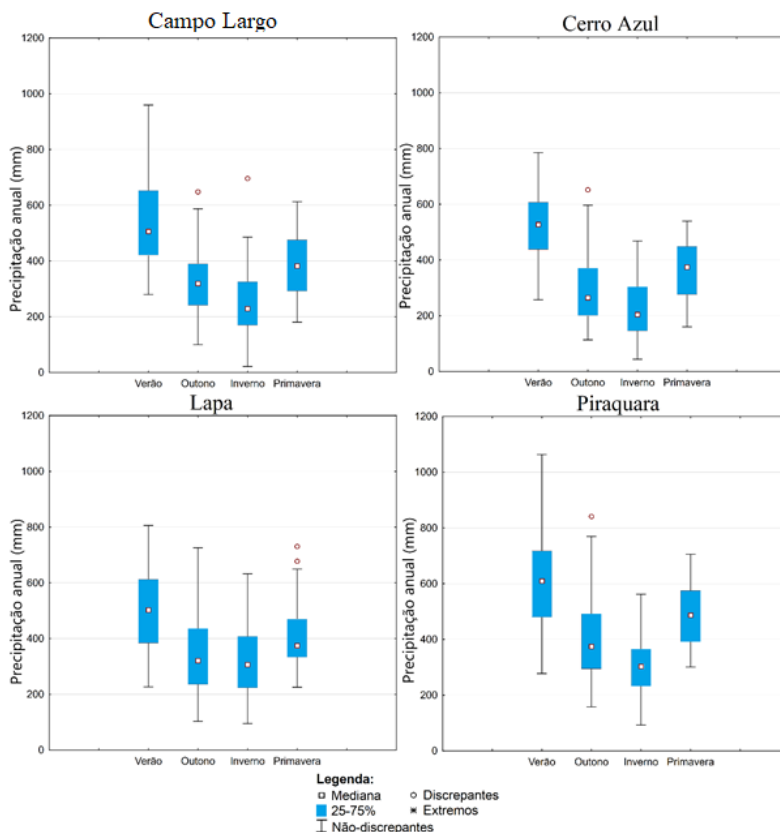 Campo Largo
Precipitação anual (mm)
1200
1000
800
600
400
200
0
Verão Outono Inverno Primavera
Cerro Azul
Precipitação anual (mm)
1200
1000
800
600
400
200
0
Verão Outono Inverno Primavera
Lapa
Precipitação anual (mm)
1200
1000
800
600
400
200
0
Verão Outono Inverno Primavera
Piraquara
Precipitação anual (mm)
1200
1000
800
600
400
200
0
Verão Outono Inverno Primavera
Legenda:
Mediana Discrepantes
25-75% Extremos
Não-discrepantes